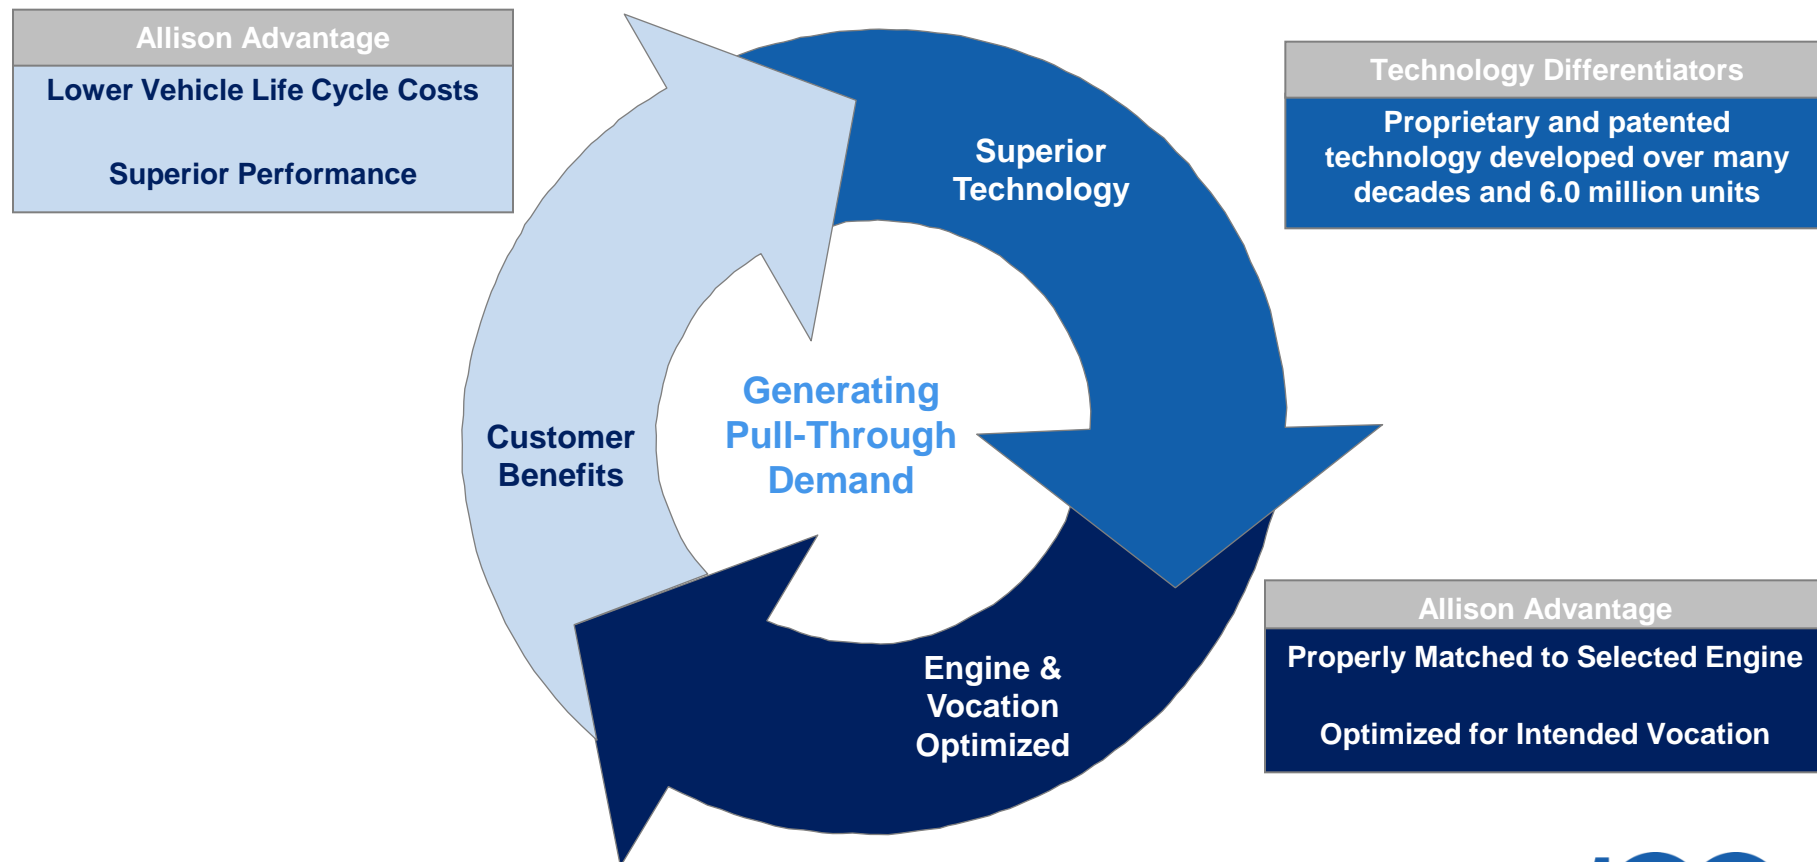 Allison Advantage
Lower Vehicle Life Cycle Costs
Superior Performance
Technology Differentiators
Proprietary and patented
technology developed over many
decades and 6.0 million units
Superior
Technology
Generating
Pull-Through
Demand
Customer
Benefits
Engine &
Vocation
Optimized
Allison Advantage
Properly Matched to Selected Engine
Optimized for Intended Vocation